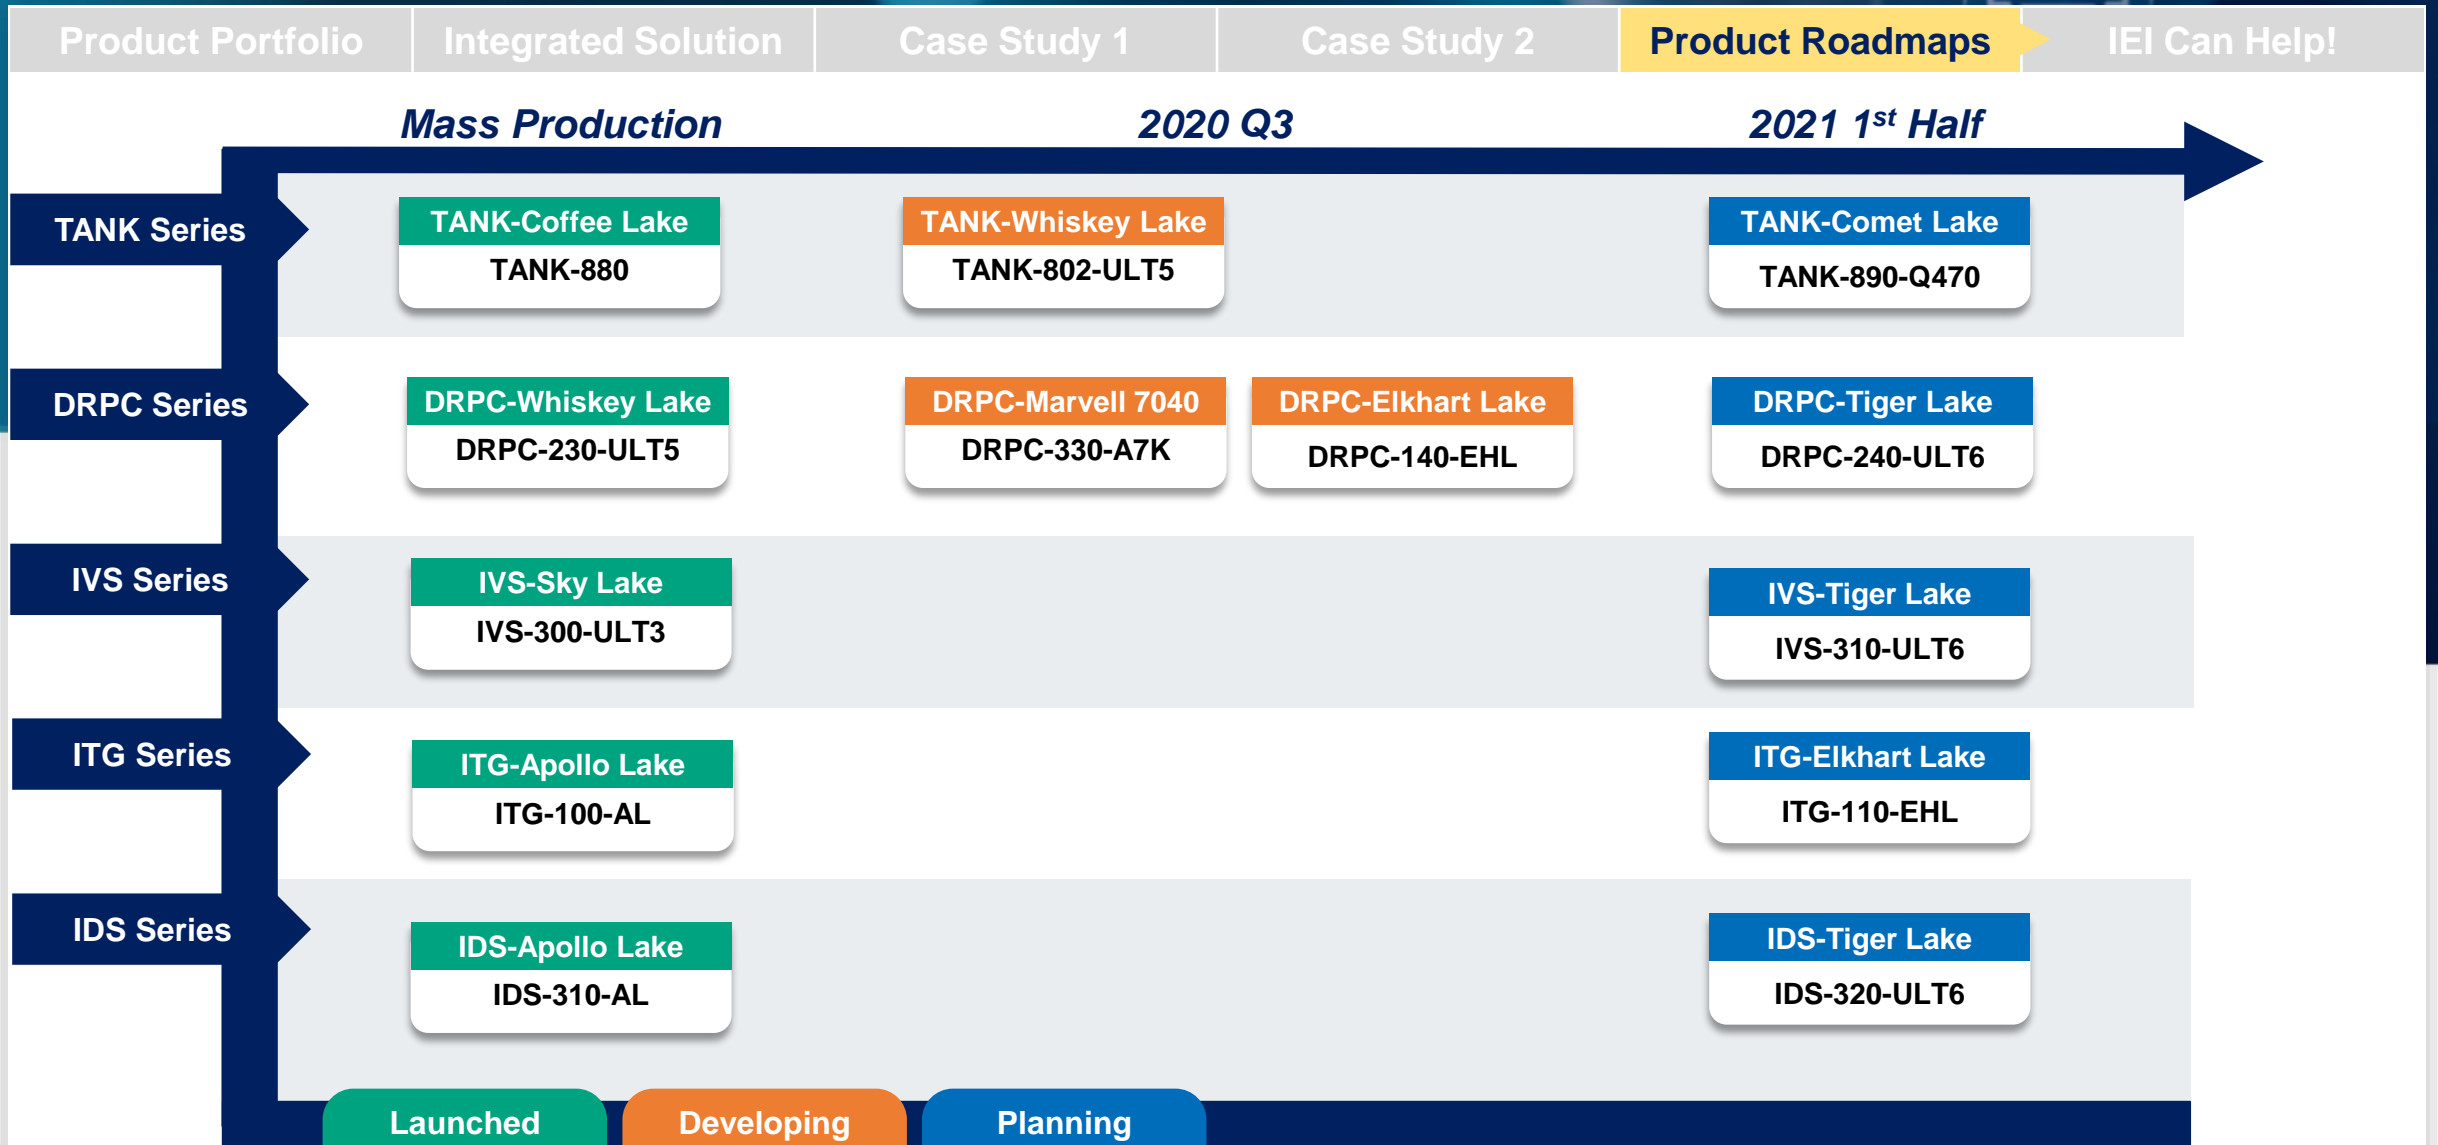 Product Portfolio
Integrated Solution
Case Study 1
Case Study 2
Product Roadmaps
IEI Can Help!
Mass Production
2020 Q3
2021 1st Half
TANK Series
TANK-Coffee Lake
TANK-880
TANK-Whiskey Lake
TANK-802-ULT5
TANK-Comet Lake
TANK-890-Q470
DRPC Series
DRPC-Whiskey Lake
DRPC-230-ULT5
DRPC-Marvell 7040
DRPC-330-A7K
DRPC-Elkhart Lake
DRPC-140-EHL
DRPC-Tiger Lake
DRPC-240-ULT6
IVS Series
IVS-Sky Lake
IVS-300-ULT3
IVS-Tiger Lake
IVS-310-ULT6
ITG Series
ITG-Apollo Lake
ITG-100-AL
ITG-Elkhart Lake
ITG-110-EHL
IDS Series
IDS-Apollo Lake
IDS-310-AL
IDS-Tiger Lake
IDS-320-ULT6
Launched
Developing
Planning